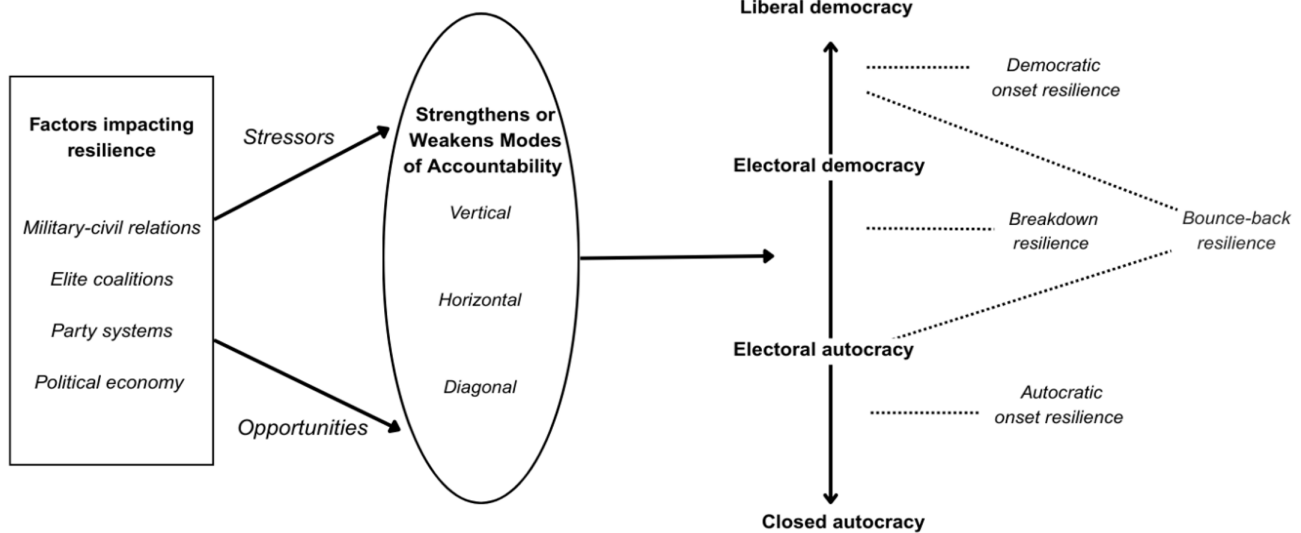 Factors impacting
resilience
Military-civil relations
Elite coalitions
Party systems
Political economy
Stressors
Opportunities
Strengthens or
Weakens Modes
of Accountability
Vertical
Horizontal
Diagonal
Liberal democracy
Electoral democracy
Electoral autocracy
Closed autocracy
Democratic
onset resilience
Breakdown
resilience
Bounce-back
resilience
Autocratic
onset resilience